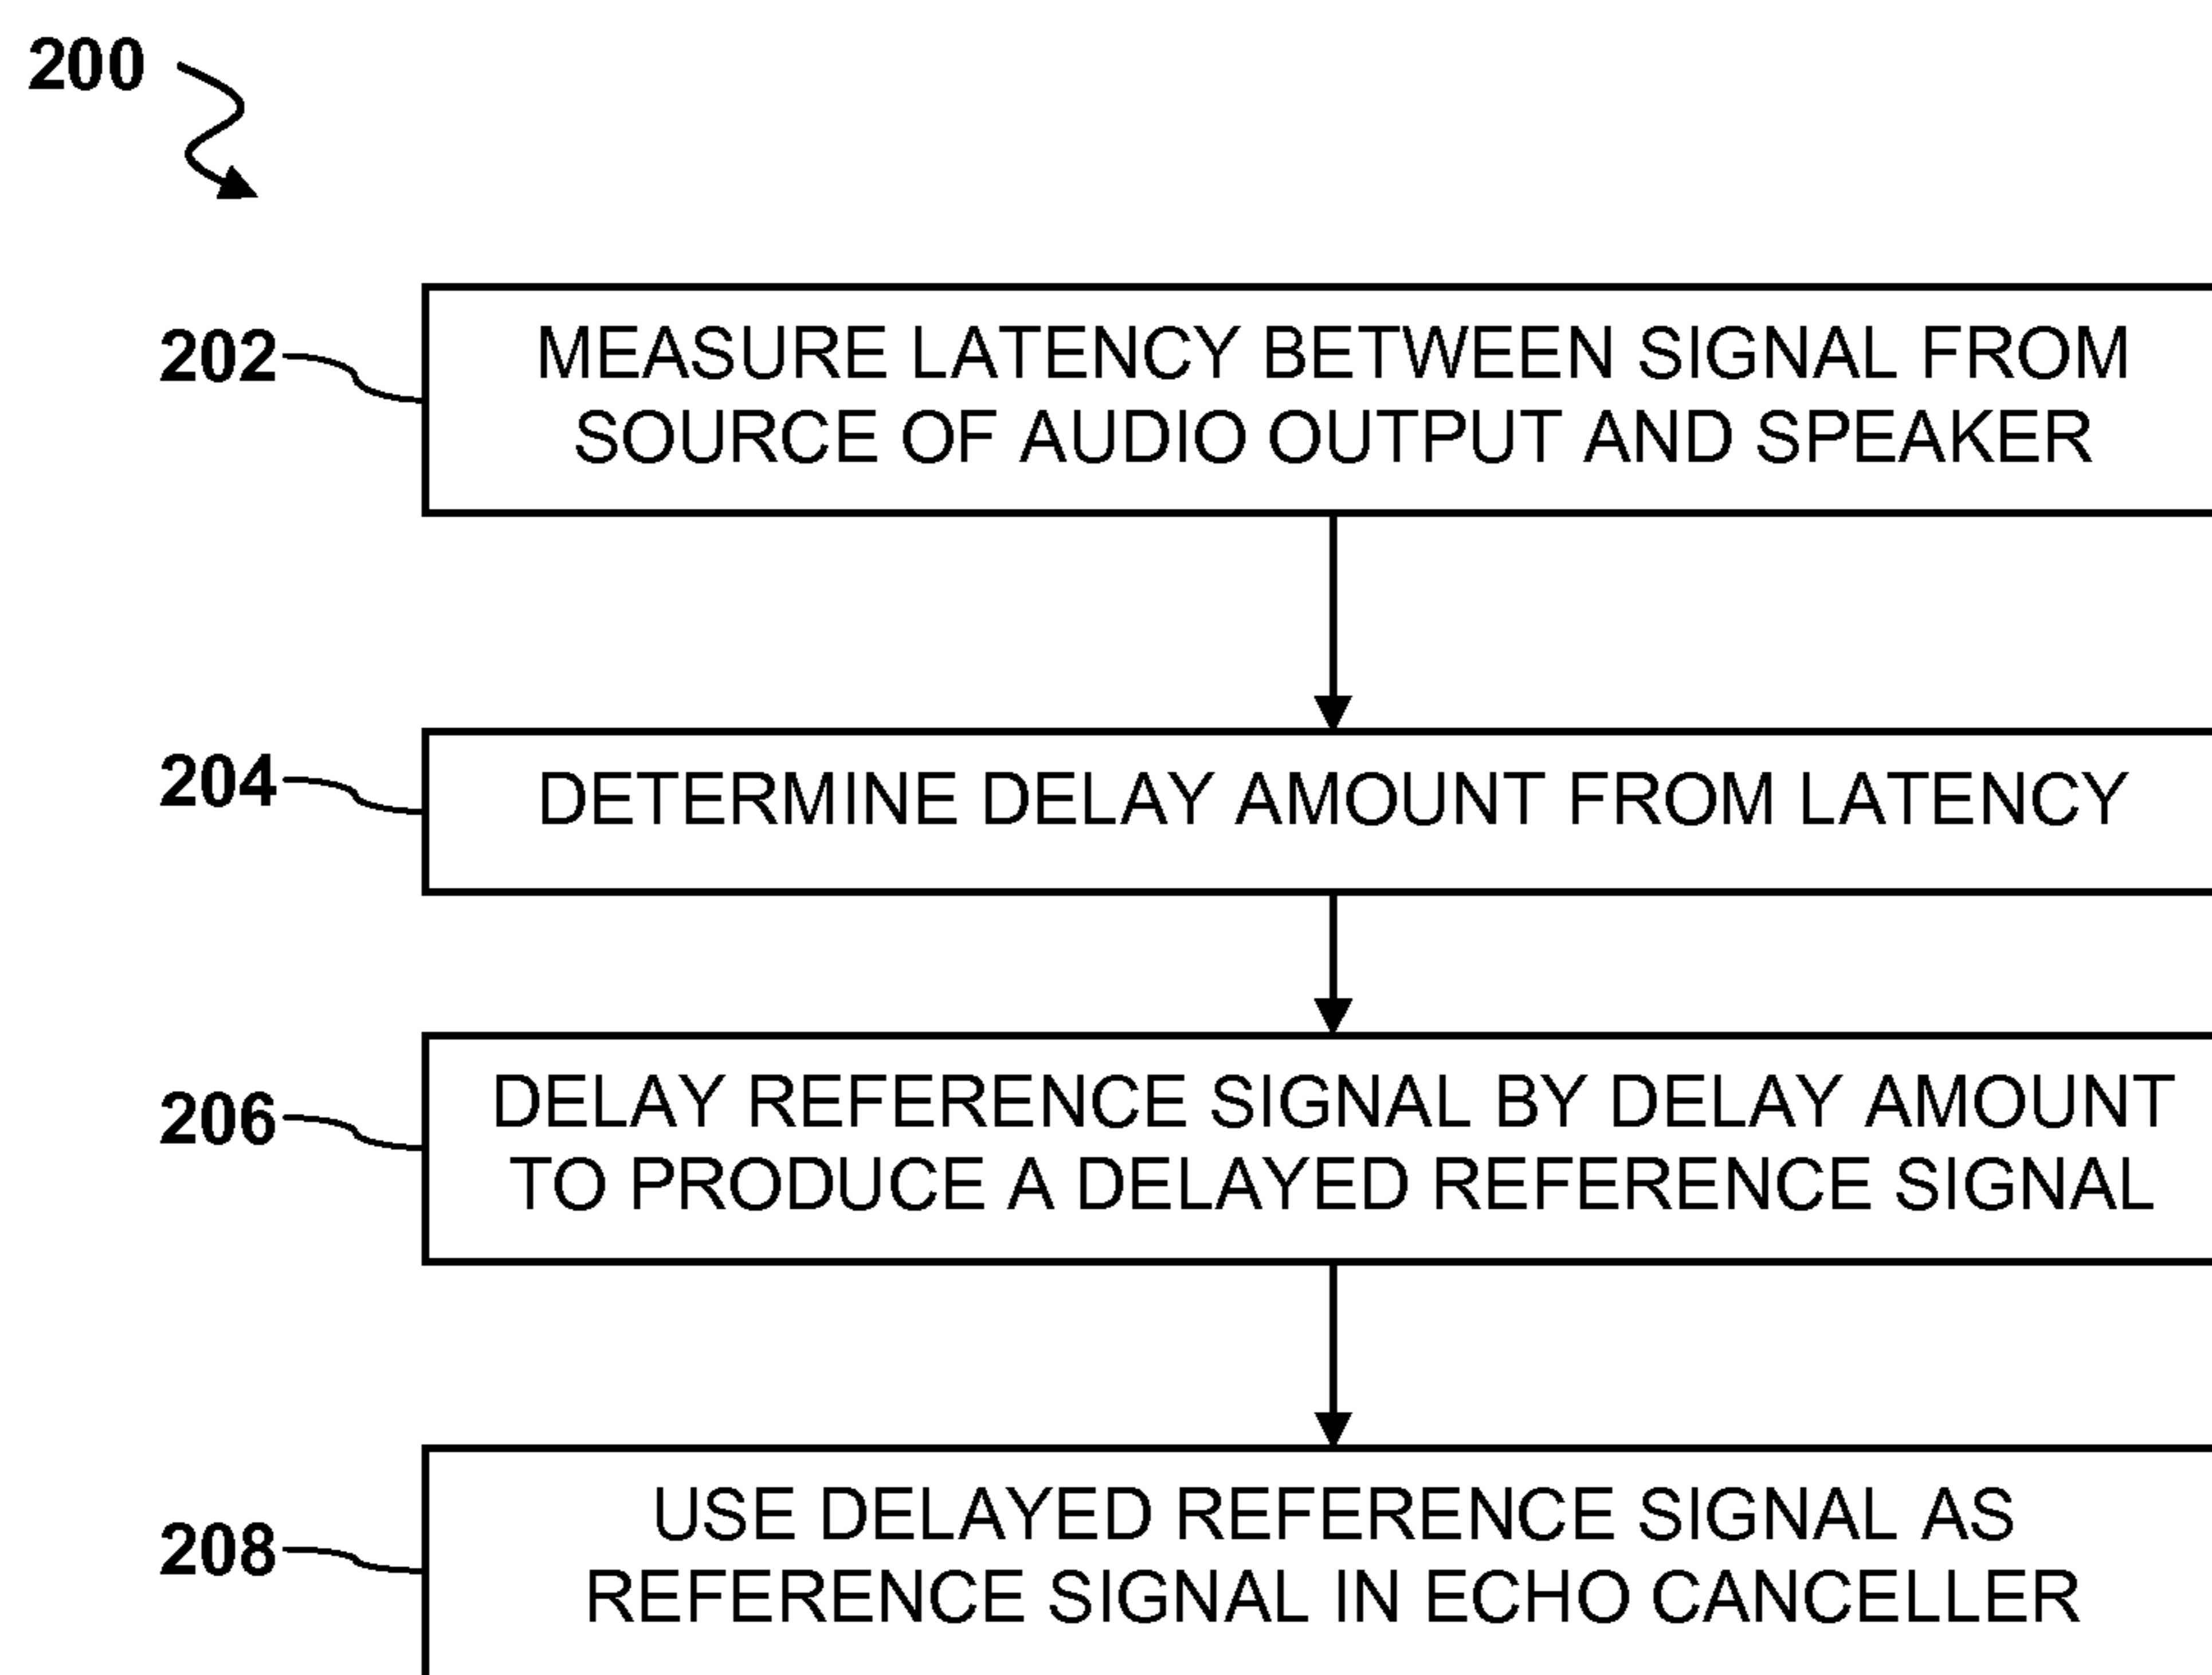 200
202
MEASURE LATENCY BETWEEN SIGNAL FROM
SOURCE OF AUDIO OUTPUT AND SPEAKER
204
DETERMINE DELAY AMOUNT FROM LATENCY
206
DELAY REFERENCE SIGNAL BY DELAY AMOUNT
TO PRODUCE A DELAYED REFERENCE SIGNAL
208
USE DELAYED REFERENCE SIGNAL AS
REFERENCE SIGNAL IN ECHO CANCELLER